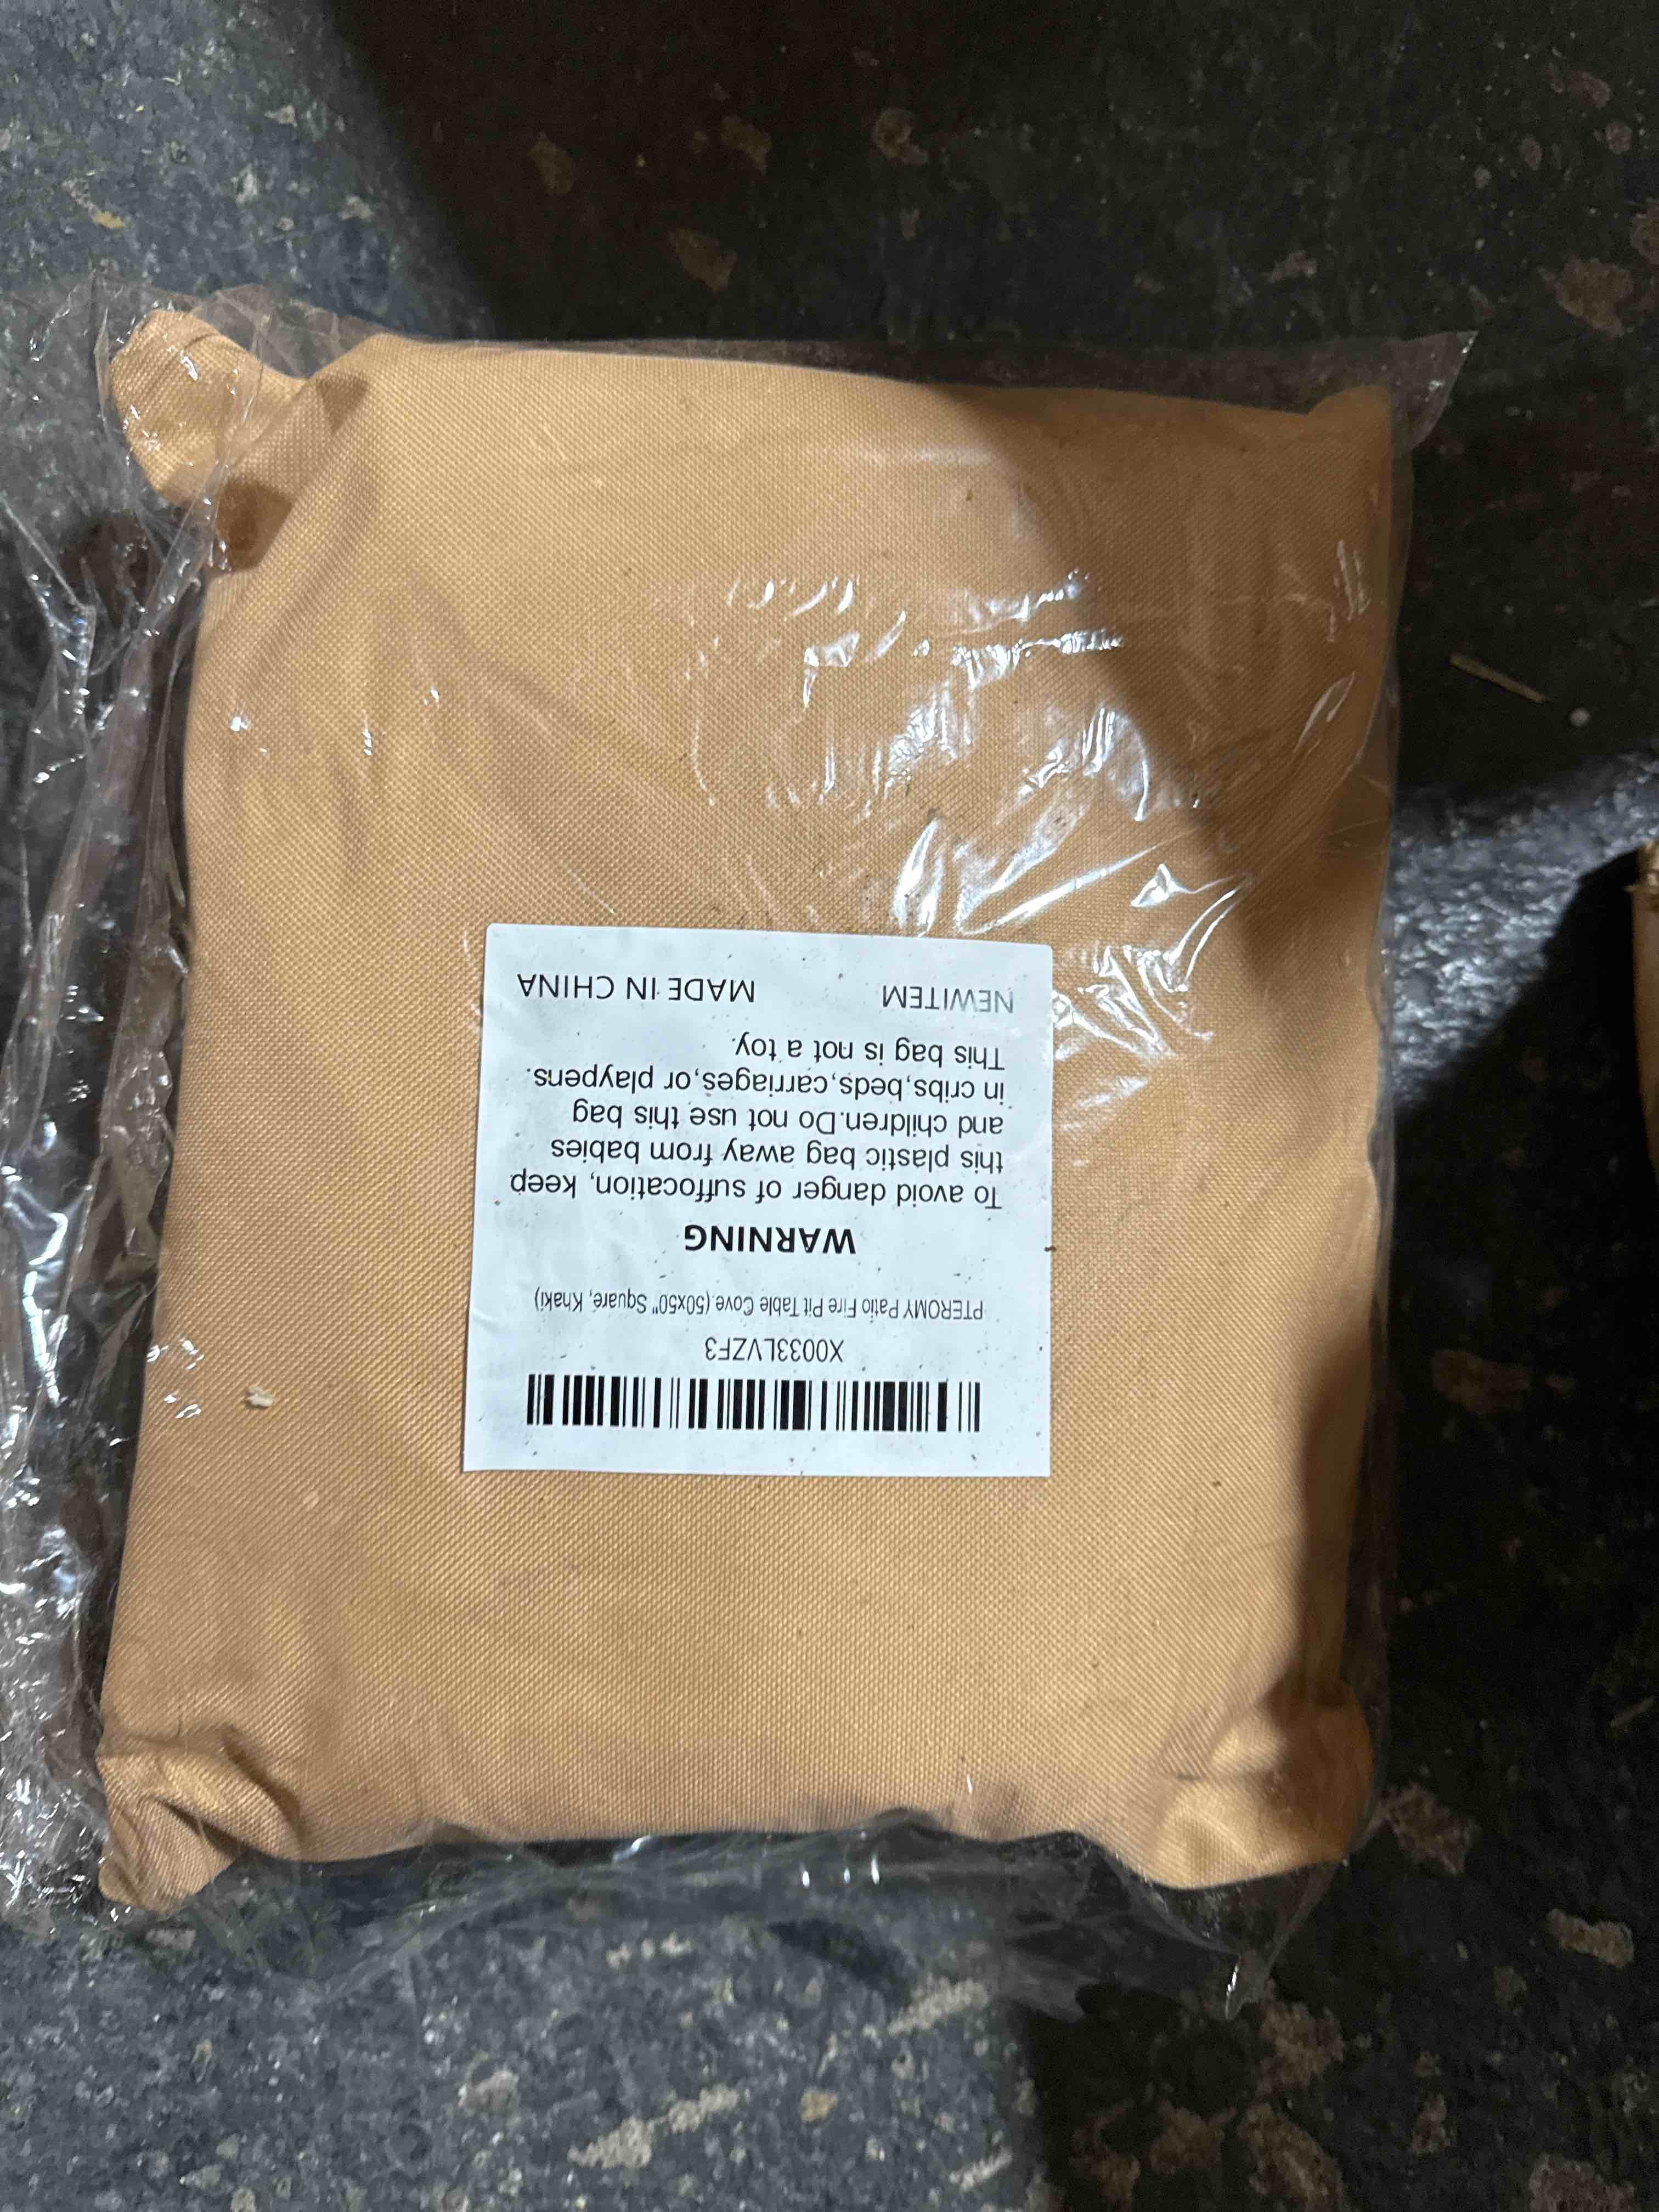 X0033LVZF3
PTEROMY Patio Fire Pit Table Cove.(50x50" Square, Khaki)
WARNING
To avoid danger of suffocation, keep
this plastic bag away from babies
and children.Do not use this bag
in cribs,beds,carriages,or playpens.
This bag is not a toy.
NEWITEM MADE IN CHINA